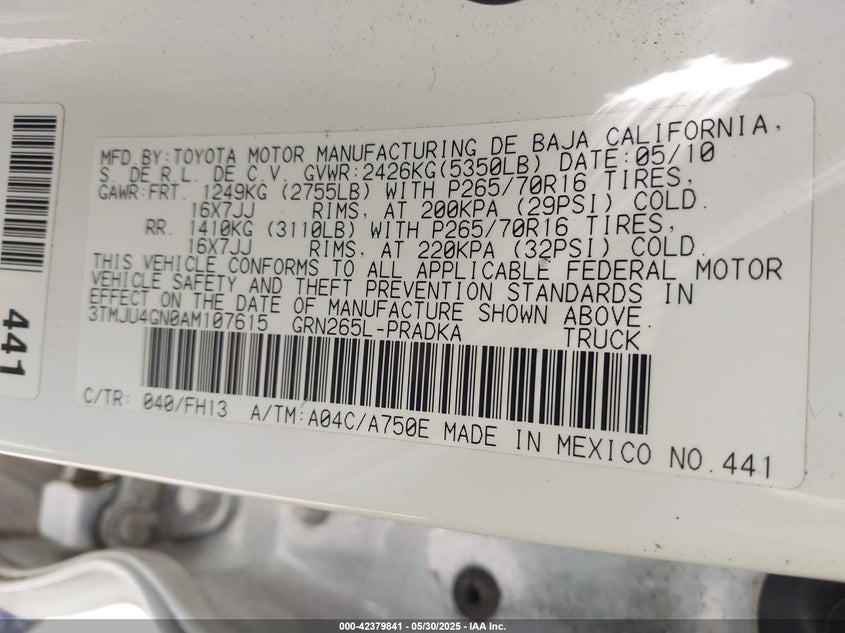 MFD.BY:TOYOTA MOTOR MANUFACTURING DE BAJA CALIFORNIA,
S. DE R.L. DE C.V. GVWR:2426KG(5350LB) DATE:05/10
GAWR:FRT. 1249KG (2755LB) WITH P265/70R16 TIRES,
16X7JJ RIMS, AT 200KPA (29PSI) COLD.
RR. 1410KG (3110LB) WITH P265/70R16 TIRES,
16X7JJ RIMS, AT 220KPA (32PSI) COLD.
THIS VEHICLE CONFORMS TO ALL APPLICABLE FEDERAL MOTOR
VEHICLE SAFETY AND THEFT PREVENTION STANDARDS IN
EFFECT ON THE DATE OF MANUFACTURE SHOWN ABOVE.
3TMJU4GN0AM107615 GRN265L-PRADKA TRUCK
C/TR: 040/FH13 A/TM:A04C/A750E MADE IN MEXICO NO.441
441
000-42379841 - 05/30/2025 - IAA Inc.